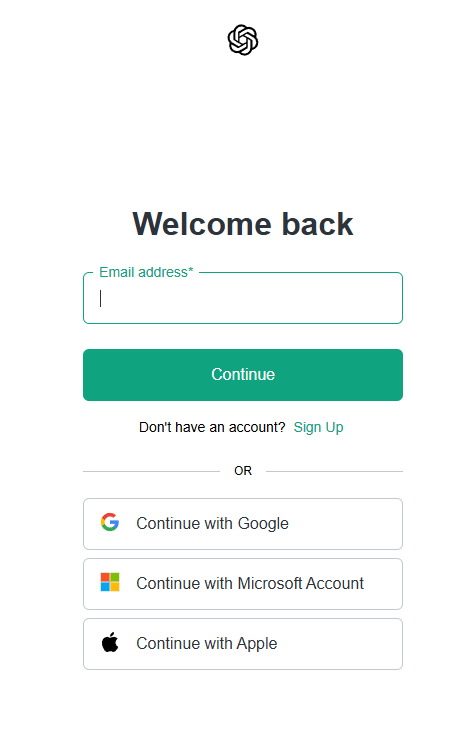 Welcome back
Email address*
Continue
Don't have an account? Sign Up
OR
Continue with Google
Continue with Microsoft Account
Continue with Apple